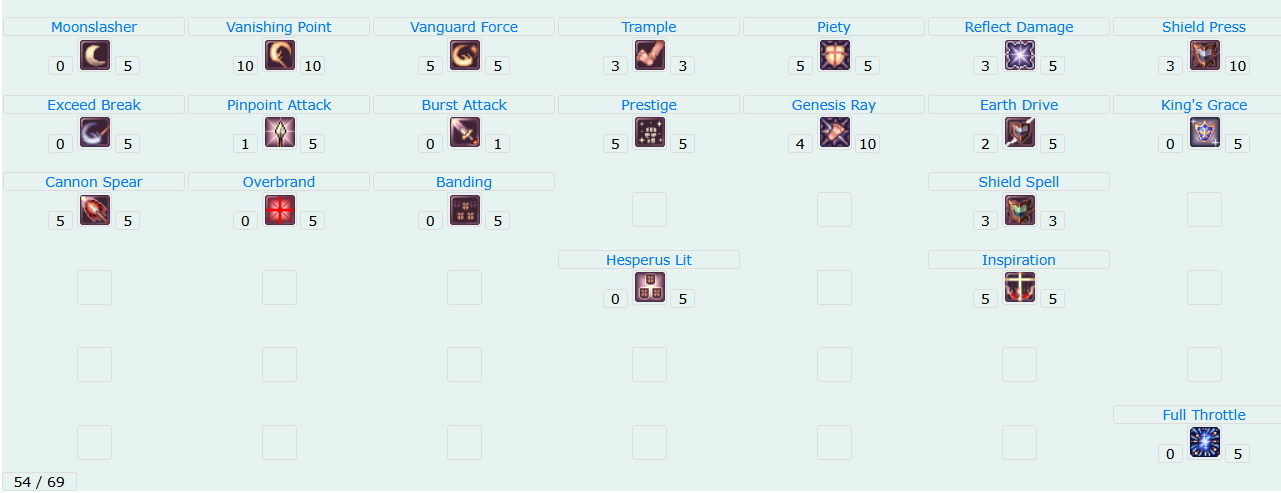 Moonslasher Vanishing Point Vanguard Force Trample Piety Reflect Damage Shield Press
0 5 10 10 5 5 3 3 5 5 3 5 3 10
Exceed Break Pinpoint Attack Burst Attack Prestige Genesis Ray Earth Drive King's Grace
0 5 1 5 0 1 5 5 4 10 2 5 0 5
Cannon Spear Overbrand Banding Shield Spell
5 5 0 5 0 5 3 3
Hesperus Lit Inspiration
0 5 5 5
Full Throttle
0 5
54 / 69